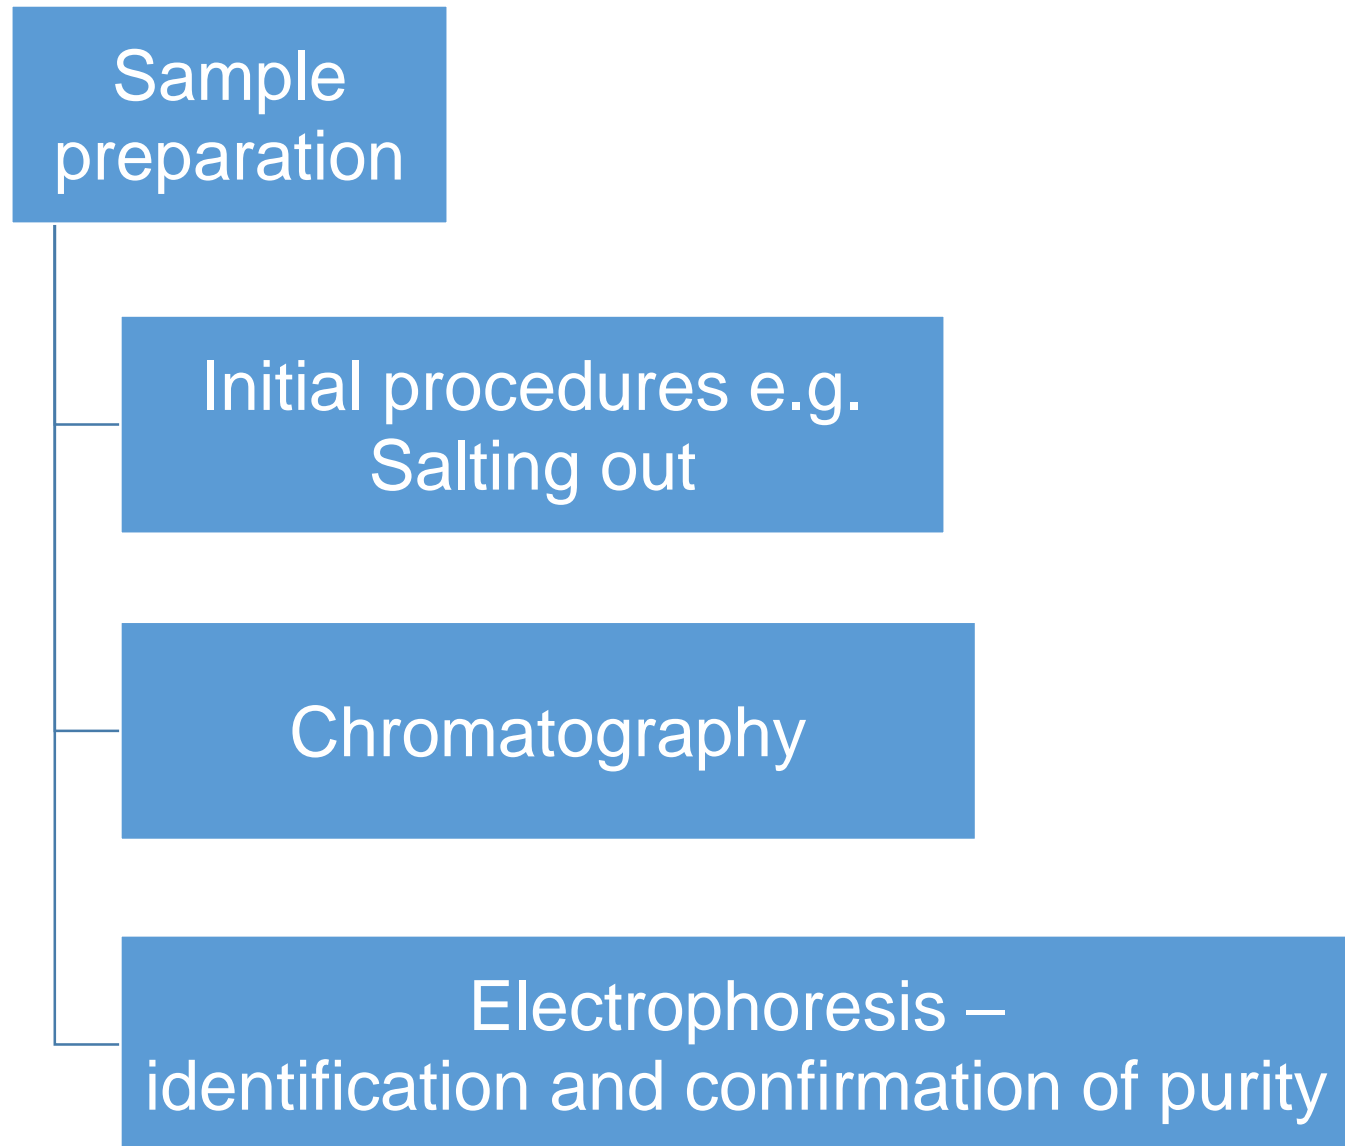 Sample
preparation
Initial procedures e.g.
Salting out
Chromatography
Electrophoresis –
identification and confirmation of purity